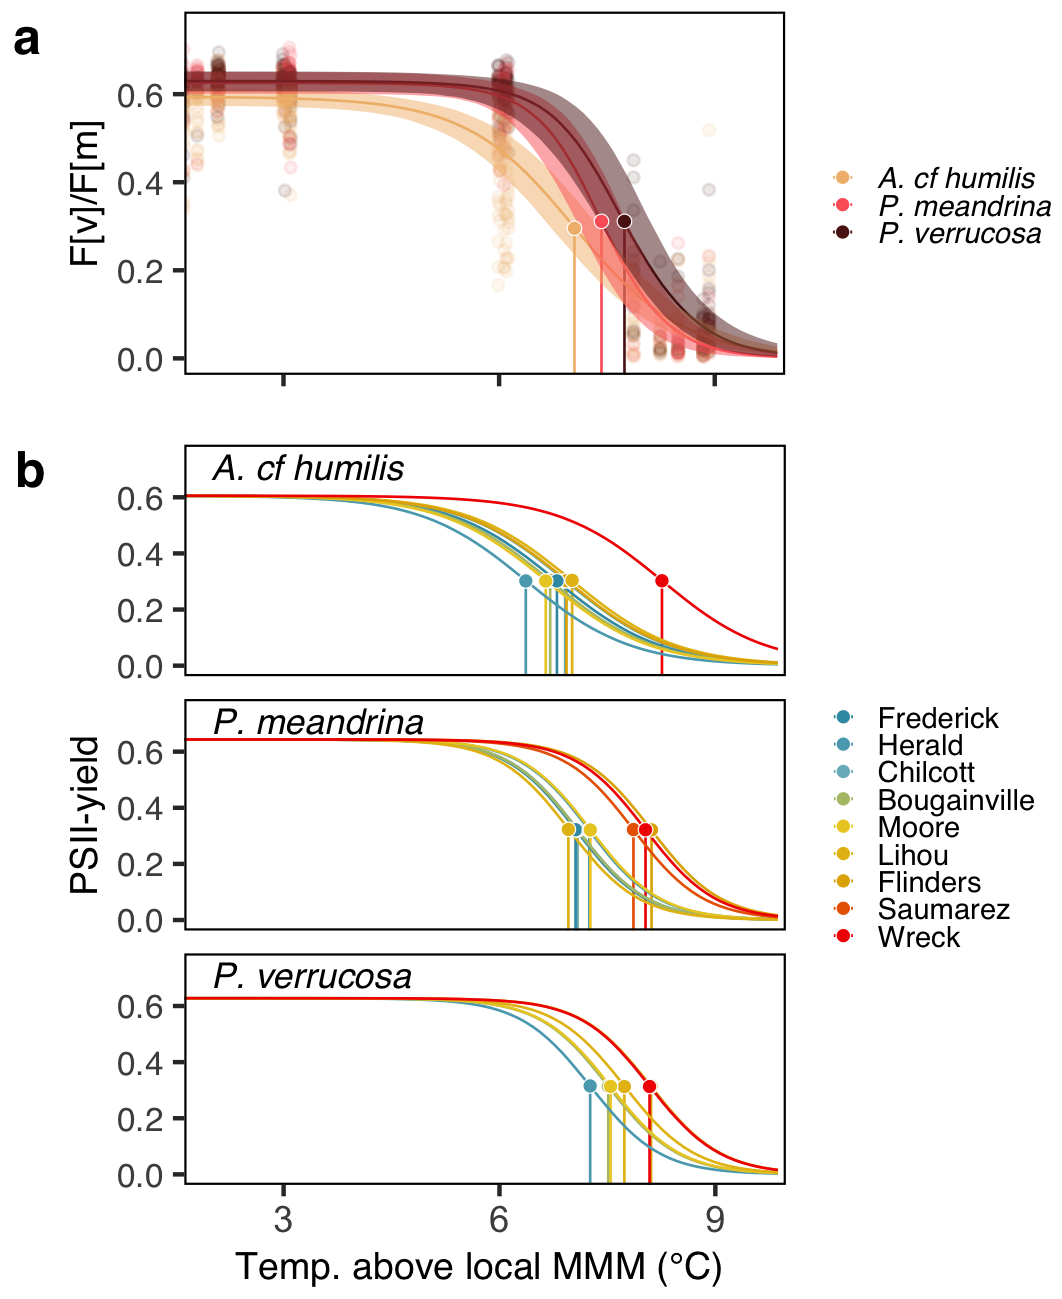 a
F[v]/F[m]
0.6
0.4
0.2
0.0
A. cf humilis
P. meandrina
P. verrucosa
b
PSII-yield
A. cf humilis
0.6
0.4
0.2
0.0
P. meandrina
0.6
0.4
0.2
0.0
P. verrucosa
0.6
0.4
0.2
0.0
3 6 9
Temp. above local MMM (°C)
Frederick
Herald
Chilcott
Bougainville
Moore
Lihou
Flinders
Saumarez
Wreck